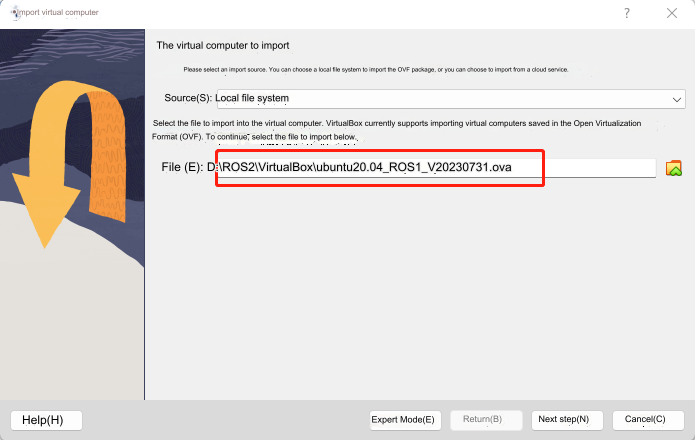 Import virtual computer
The virtual computer to import
Please select an import source. You can choose a local file system to import the OVF package, or you can choose to import from a cloud service.
Source(S): Local file system
Select the file to import into the virtual computer. VirtualBox currently supports importing virtual computers saved in the Open Virtualization
Format (OVF). To continue, select the file to import below.
File (E): D:\ROS2\VirtualBox\ubuntu20.04_ROS1_V20230731.ova
Help(H)
Expert Mode(E)
Return(B)
Next step(N)
Cancel(C)